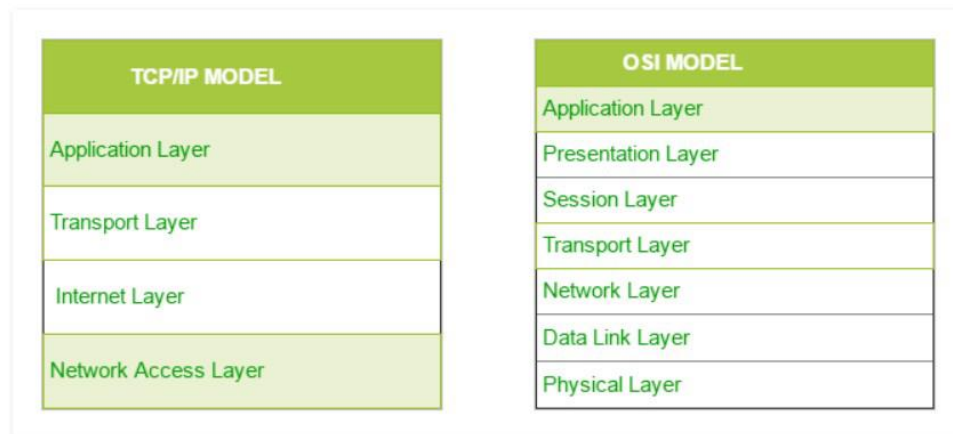 TCP/IP MODEL
Application Layer
Transport Layer
Internet Layer
Network Access Layer
OSI MODEL
Application Layer
Presentation Layer
Session Layer
Transport Layer
Network Layer
Data Link Layer
Physical Layer